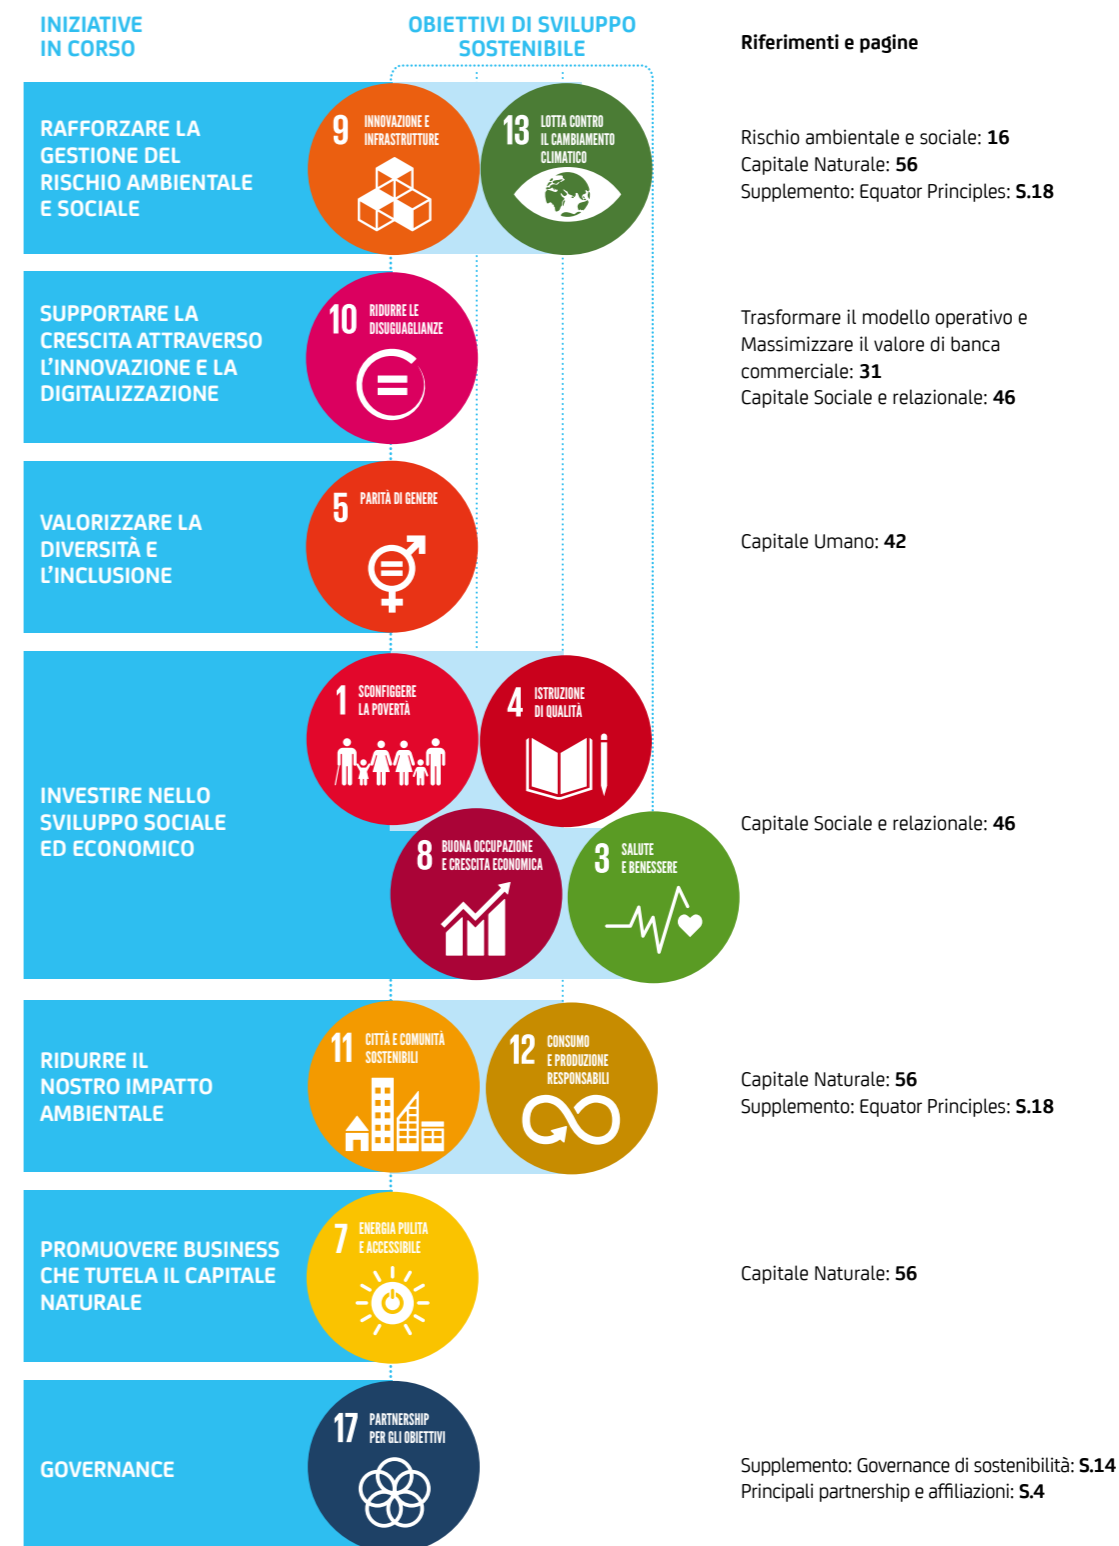 INIZIATIVE
IN CORSO
OBIETTIVI DI SVILUPPO
SOSTENIBILE
Riferimenti e pagine
RAFFORZARE LA
GESTIONE DEL
RISCHIO AMBIENTALE
E SOCIALE
9 INNOVAZIONE E
INFRASTRUTTURE
13 LOTTA CONTRO
IL CAMBIAMENTO
CLIMATICO
Rischio ambientale e sociale: 16
Capitale Naturale: 56
Supplemento: Equator Principles: S.18
SUPPORTARE LA
CRESCITA ATTRAVERSO
L'INNOVAZIONE E LA
DIGITALIZZAZIONE
10 RIDURRE LE
DISUGUAGLIANZE
Trasformare il modello operativo e
Massimizzare il valore di banca
commerciale: 31
Capitale Sociale e relazionale: 46
VALORIZZARE LA
DIVERSITÀ E
L'INCLUSIONE
5 PARITÀ DI GENERE
Capitale Umano: 42
INVESTIRE NELLO
SVILUPPO SOCIALE
ED ECONOMICO
1 SCONFIGGERE
LA POVERTÀ
4 ISTRUZIONE
DI QUALITÀ
8 BUONA OCCUPAZIONE
E CRESCITA ECONOMICA
3 SALUTE
E BENESSERE
Capitale Sociale e relazionale: 46
RIDURRE IL
NOSTRO IMPATTO
AMBIENTALE
11 CITTÀ E COMUNITÀ
SOSTENIBILI
12 CONSUMO
E PRODUZIONE
RESPONSABILI
Capitale Naturale: 56
Supplemento: Equator Principles: S.18
PROMUOVERE BUSINESS
CHE TUTELA IL CAPITALE
NATURALE
7 ENERGIA PULITA
E ACCESSIBILE
Capitale Naturale: 56
GOVERNANCE
17 PARTNERSHIP
PER GLI OBIETTIVI
Supplemento: Governance di sostenibilità: S.14
Principali partnership e affiliazioni: S.4